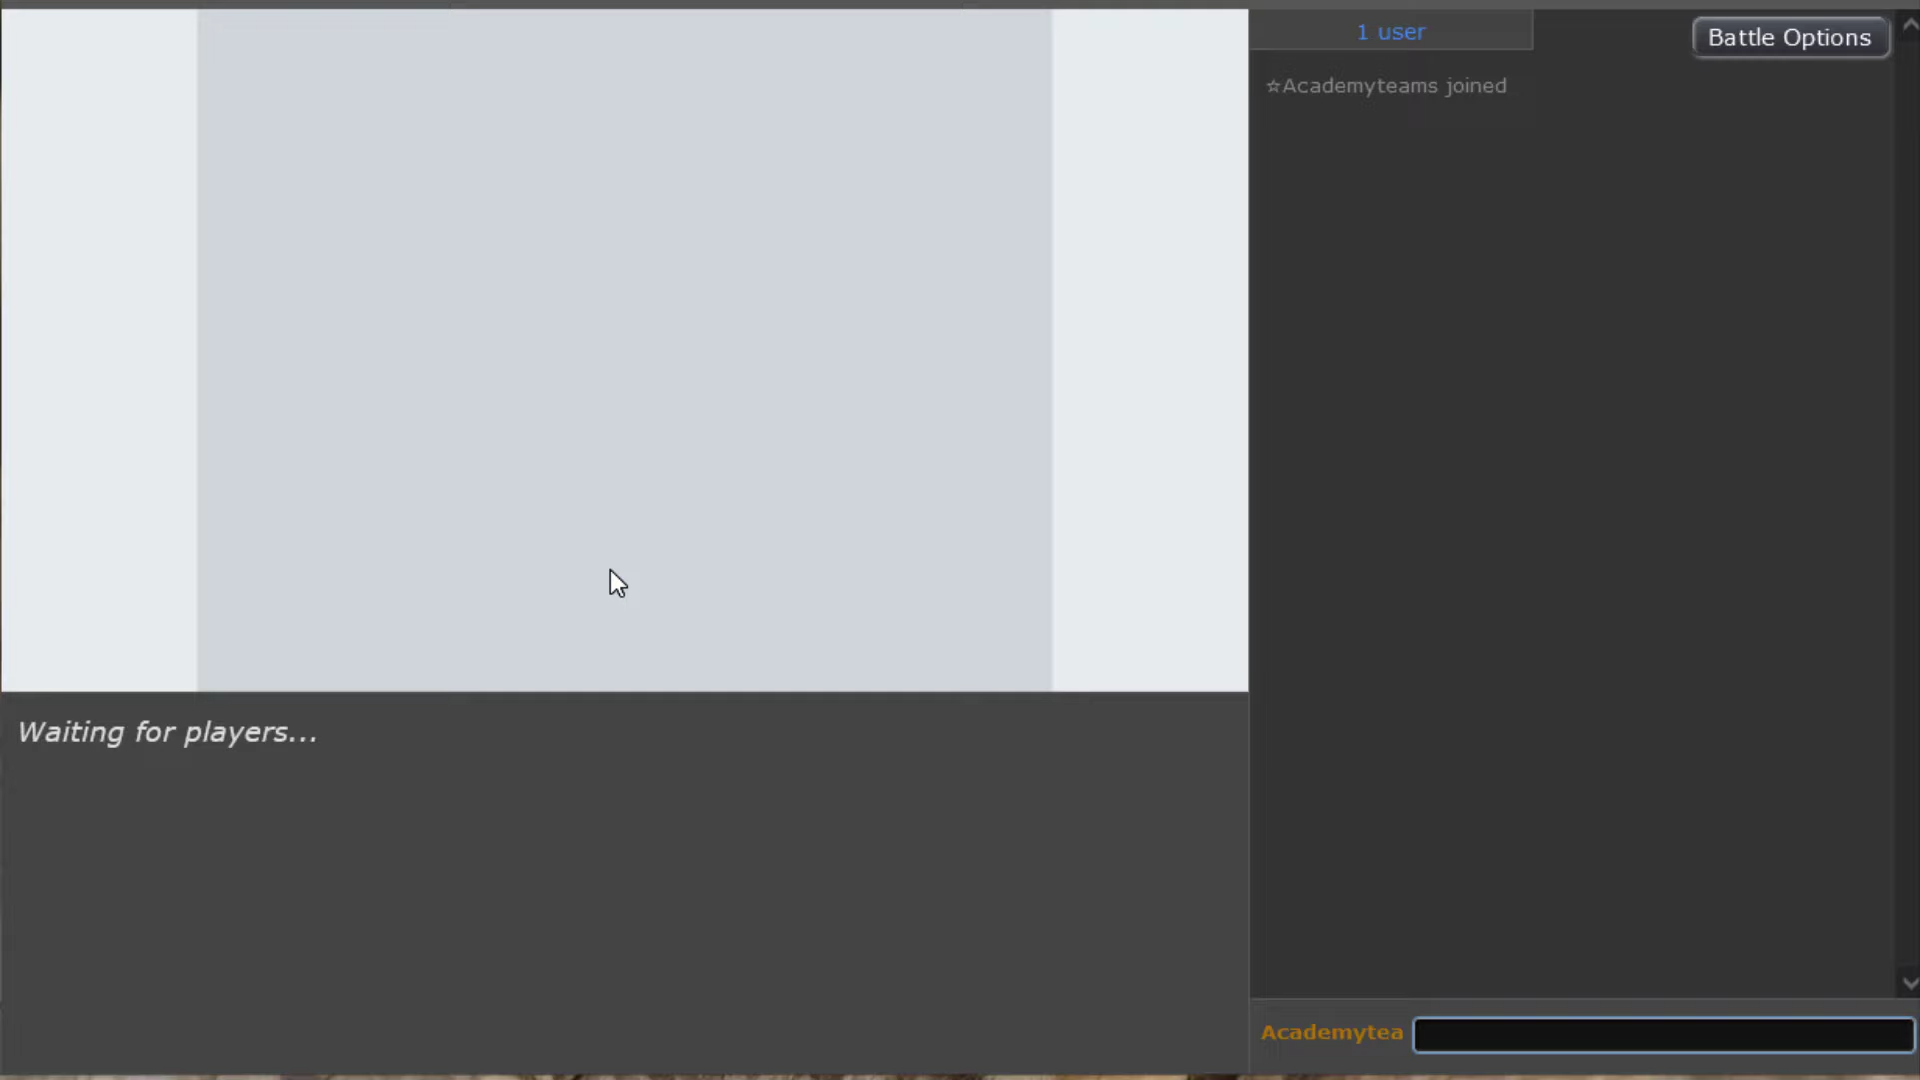 1 user
Battle Options
☆Academyteams joined
Waiting for players...
Academytea